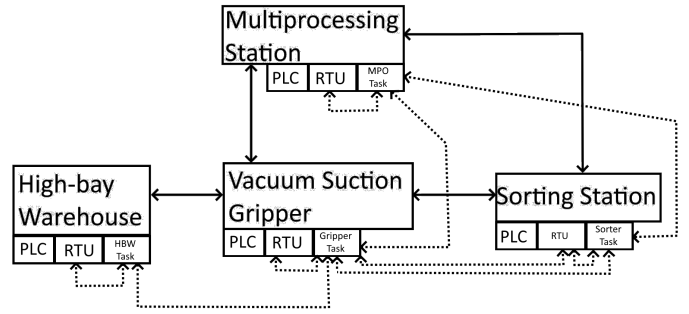 Multiprocessing
Station
PLC
RTU
MPO
Task
High-bay
Warehouse
PLC
RTU
HBW
Task
Vacuum Suction
Gripper
PLC
RTU
Gripper
Task
Sorting Station
PLC
RTU
Sorter
Task